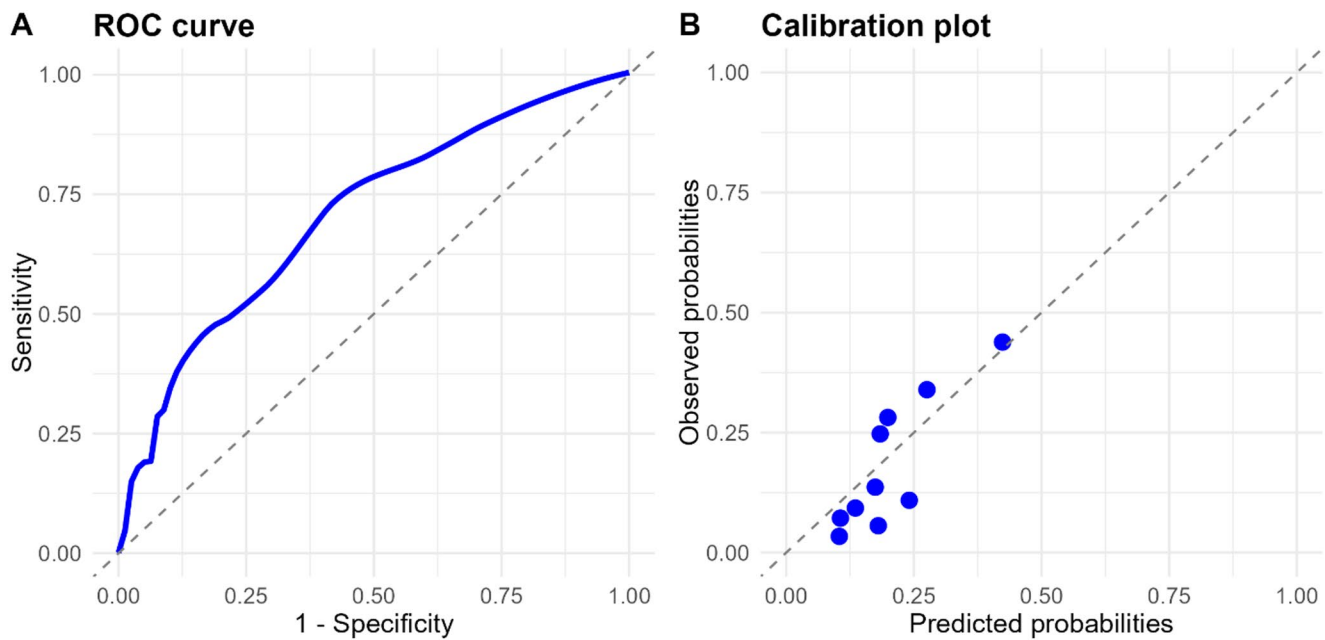 A ROC curve
1.00
0.75
0.50
0.25
0.00
Sensitivity
0.00 0.25 0.50 0.75 1.00
1 - Specificity
B Calibration plot
1.00
0.75
0.50
0.25
0.00
Observed probabilities
0.00 0.25 0.50 0.75 1.00
Predicted probabilities